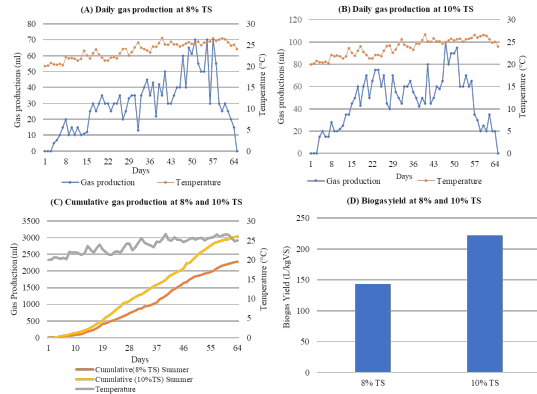 (A) Daily gas production at 8% TS
Gas productions (ml)
80
70
60
50
40
30
20
10
0
30
25
20
15
10
5
0
Temperature (°C)
1 8 15 22 29 36 43 50 57 64
Days
Gas production Temperature
(B) Daily gas production at 10% TS
Gas productions (ml)
120
100
80
60
40
20
0
30
25
20
15
10
5
0
Temperature (°C)
1 8 15 22 29 36 43 50 57 64
Days
Gas production Temperature
(C) Cumulative gas production at 8% and 10% TS
Gas Production(ml)
3500
3000
2500
2000
1500
1000
500
0
30
25
20
15
10
5
0
Temperature (°C)
1 10 19 28 37 46 55 64
Days
Cumulative(8% TS) Summer
Cumulative (10%TS) Summer
Temperature
(D) Biogas yield at 8% and 10% TS
Biogas Yield (L/kgVS)
250
200
150
100
50
0
8% TS 10% TS